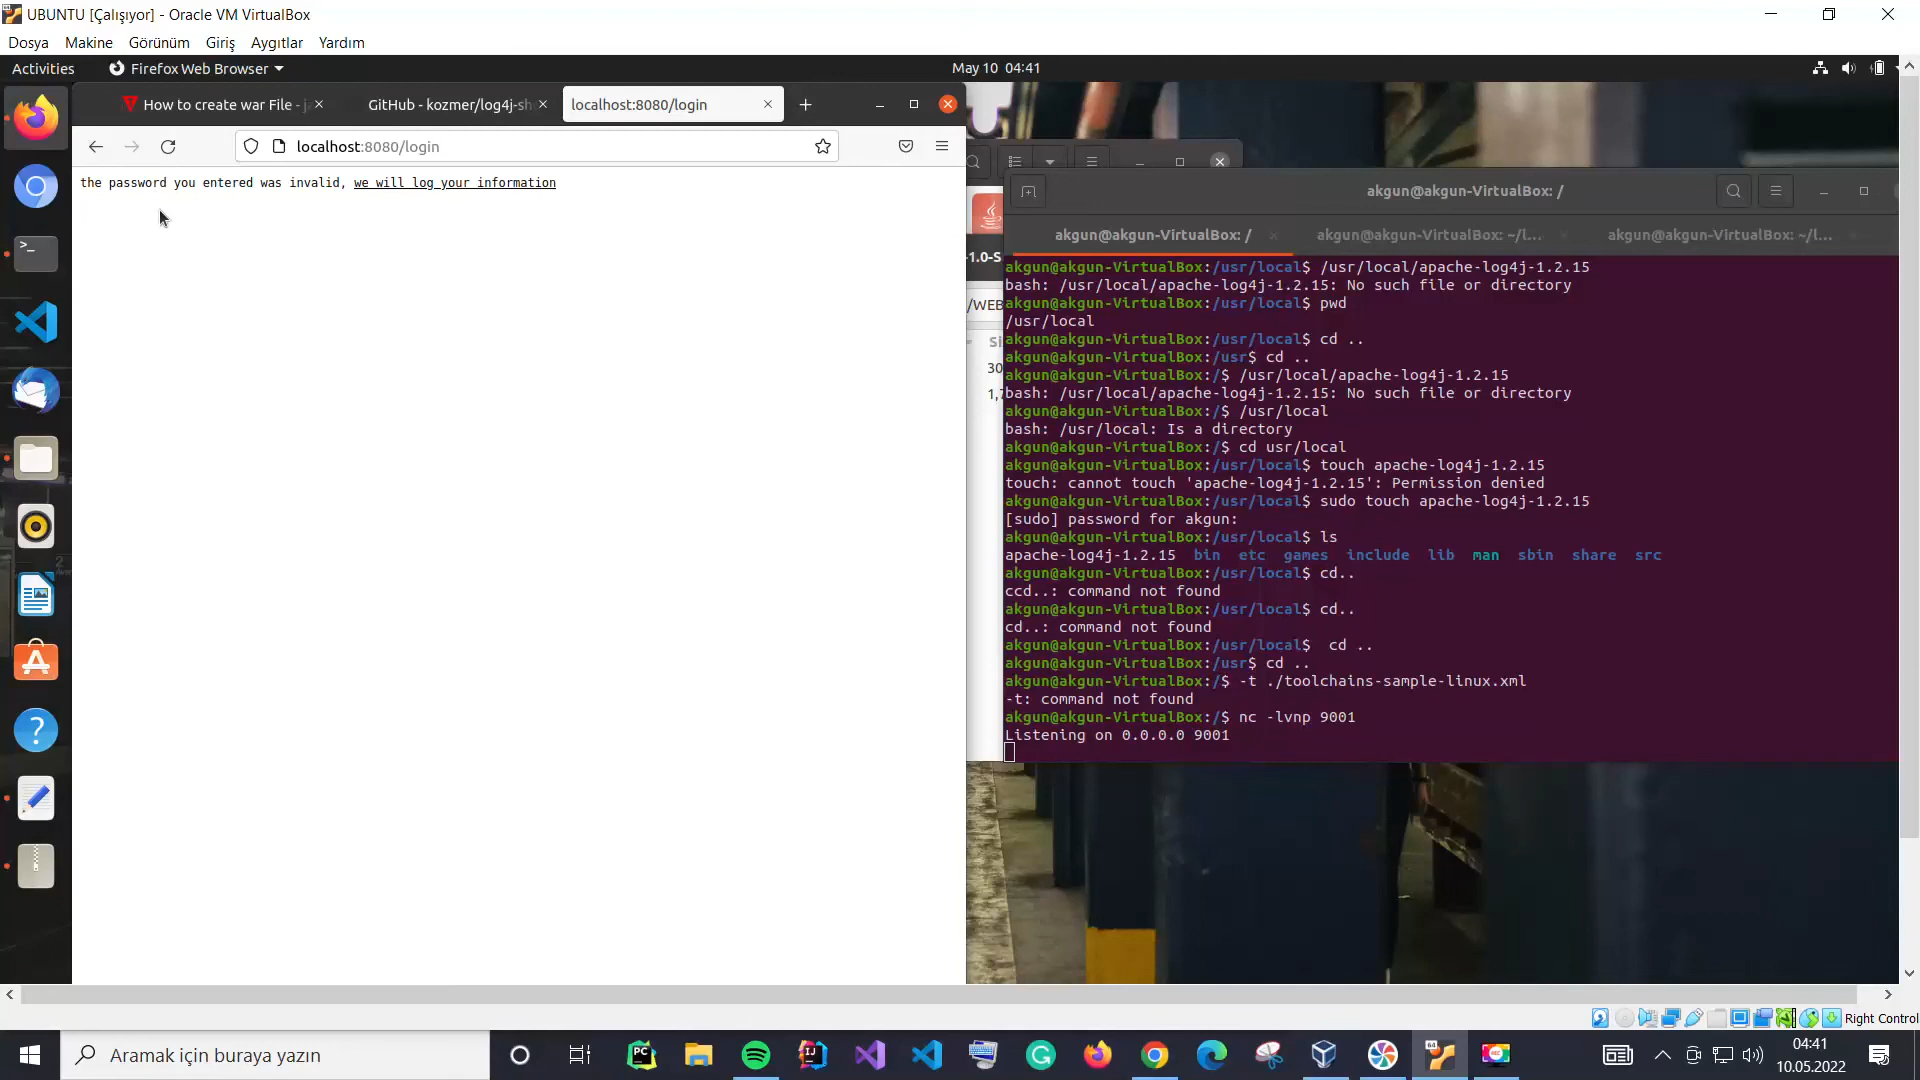 UBUNTU [Çalışıyor] - Oracle VM VirtualBox
Dosya Makine Görünüm Giriş Aygıtlar Yardım
Activities Firefox Web Browser May 10 04:41
How to create war File - j
GitHub - kozmer/log4j-sh
localhost:8080/login
localhost:8080/login
the password you entered was invalid, we will log your information
-1.0-S
/WEB
Si
30
1,7
akgun@akgun-VirtualBox: /
akgun@akgun-VirtualBox: / akgun@akgun-VirtualBox: ~/l... akgun@akgun-VirtualBox: ~/l...
akgun@akgun-VirtualBox:/usr/local$ /usr/local/apache-log4j-1.2.15
bash: /usr/local/apache-log4j-1.2.15: No such file or directory
akgun@akgun-VirtualBox:/usr/local$ pwd
/usr/local
akgun@akgun-VirtualBox:/usr/local$ cd ..
akgun@akgun-VirtualBox:/usr$ cd ..
akgun@akgun-VirtualBox:/$ /usr/local/apache-log4j-1.2.15
bash: /usr/local/apache-log4j-1.2.15: No such file or directory
akgun@akgun-VirtualBox:/$ /usr/local
bash: /usr/local: Is a directory
akgun@akgun-VirtualBox:/$ cd usr/local
akgun@akgun-VirtualBox:/usr/local$ touch apache-log4j-1.2.15
touch: cannot touch 'apache-log4j-1.2.15': Permission denied
akgun@akgun-VirtualBox:/usr/local$ sudo touch apache-log4j-1.2.15
[sudo] password for akgun:
akgun@akgun-VirtualBox:/usr/local$ ls
apache-log4j-1.2.15 bin etc games include lib man sbin share src
akgun@akgun-VirtualBox:/usr/local$ cd..
ccd..: command not found
akgun@akgun-VirtualBox:/usr/local$ cd..
cd..: command not found
akgun@akgun-VirtualBox:/usr/local$  cd ..
akgun@akgun-VirtualBox:/usr$ cd ..
akgun@akgun-VirtualBox:/$ -t ./toolchains-sample-linux.xml
-t: command not found
akgun@akgun-VirtualBox:/$ nc -lvnp 9001
Listening on 0.0.0.0 9001
Right Control
Aramak için buraya yazın
04:41
10.05.2022